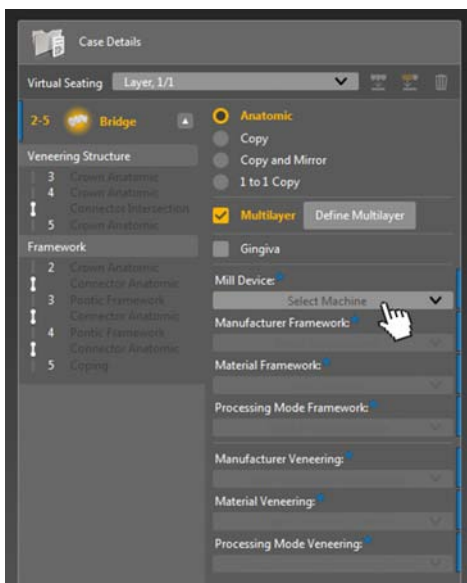 Case Details
Virtual Seating Layer, 1/1
2-5 Bridge
Veneering Structure
3 Crown Anatomic
4 Crown Anatomic
Connector Intersection
5 Crown Anatomic
Framework
2 Crown Anatomic
Connector Anatomic
3 Pontic Framework
Connector Anatomic
4 Pontic Framework
Connector Anatomic
5 Coping
Anatomic
Copy
Copy and Mirror
1 to 1 Copy
Multilayer Define Multilayer
Gingiva
Mill Device:*
Select Machine
Manufacturer Framework:*
Material Framework:*
Processing Mode Framework:*
Manufacturer Veneering:*
Material Veneering:*
Processing Mode Veneering:*